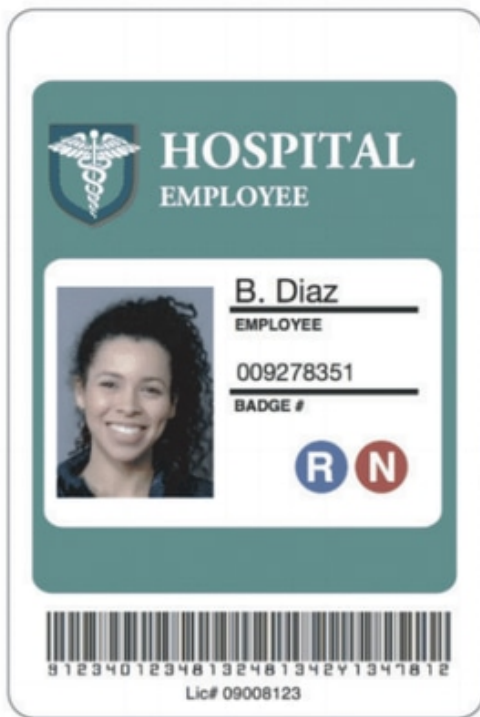 HOSPITAL
EMPLOYEE
B. Diaz
EMPLOYEE
009278351
BADGE #
R N
Lic# 09008123